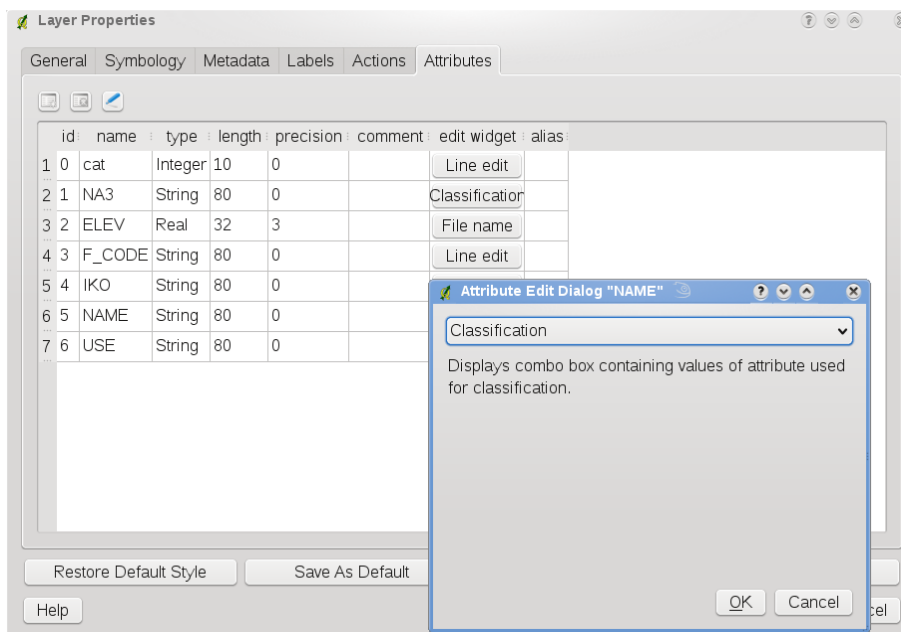 Layer Properties
General Symbology Metadata Labels Actions Attributes
id name type length precision comment edit widget alias
1 0 cat Integer 10 0 Line edit
2 1 NA3 String 80 0 Classification
3 2 ELEV Real 32 3 File name
4 3 F_CODE String 80 0 Line edit
5 4 IKO String 80 0
6 5 NAME String 80 0
7 6 USE String 80 0
Attribute Edit Dialog "NAME"
Classification
Displays combo box containing values of attribute used
for classification.
OK Cancel
Restore Default Style Save As Default
Help cel